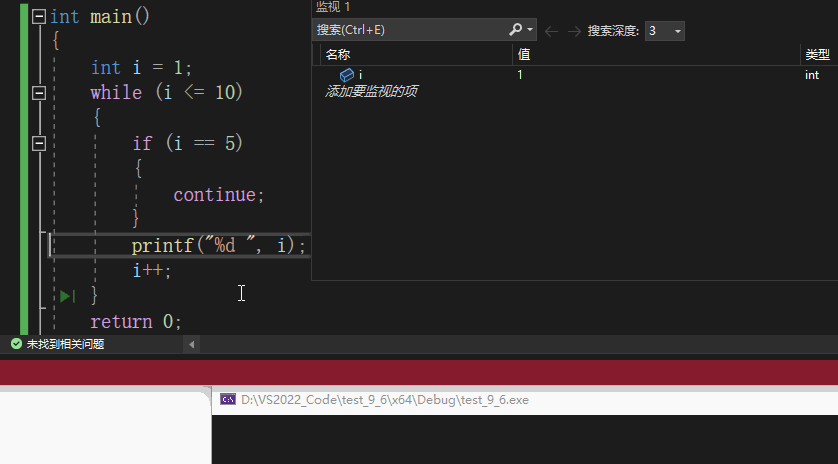 监视 1
搜索(Ctrl+E)
搜索深度: 3
名称 值 类型
i 1 int
添加要监视的项
int main()
{
int i = 1;
while (i <= 10)
{
if (i == 5)
{
continue;
}
printf("%d ", i);
i++;
}
return 0;
未找到相关问题
D:\VS2022_Code\test_9_6\x64\Debug\test_9_6.exe